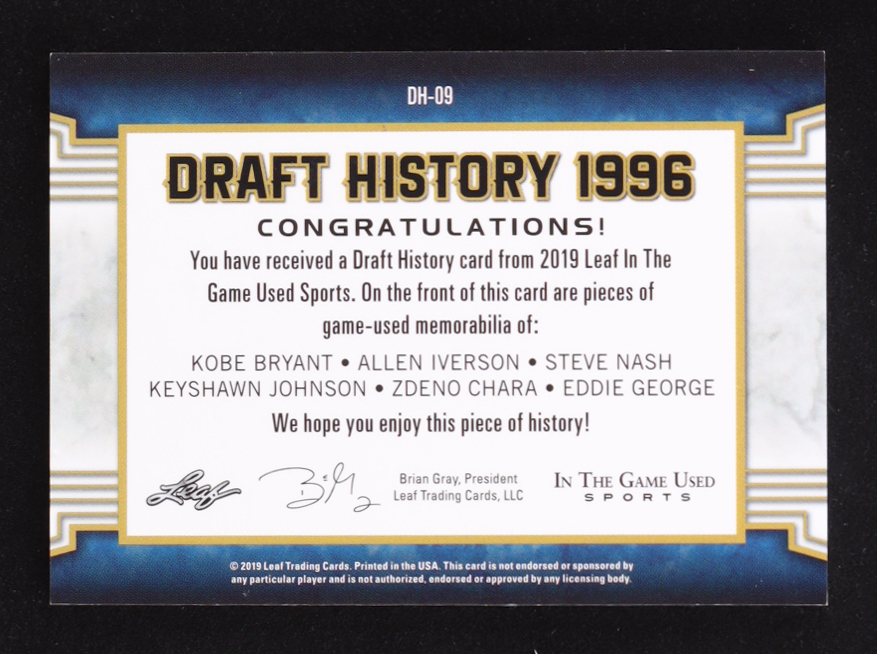 DH-09
DRAFT HISTORY 1996
CONGRATULATIONS!
You have received a Draft History card from 2019 Leaf In The
Game Used Sports. On the front of this card are pieces of
game-used memorabilia of:
KOBE BRYANT • ALLEN IVERSON • STEVE NASH
KEYSHAWN JOHNSON • ZDENO CHARA • EDDIE GEORGE
We hope you enjoy this piece of history!
Leaf
Brian Gray, President
Leaf Trading Cards, LLC
IN THE GAME USED
SPORTS
© 2019 Leaf Trading Cards. Printed in the USA. This card is not endorsed or sponsored by
any particular player and is not authorized, endorsed or approved by any licensing body.